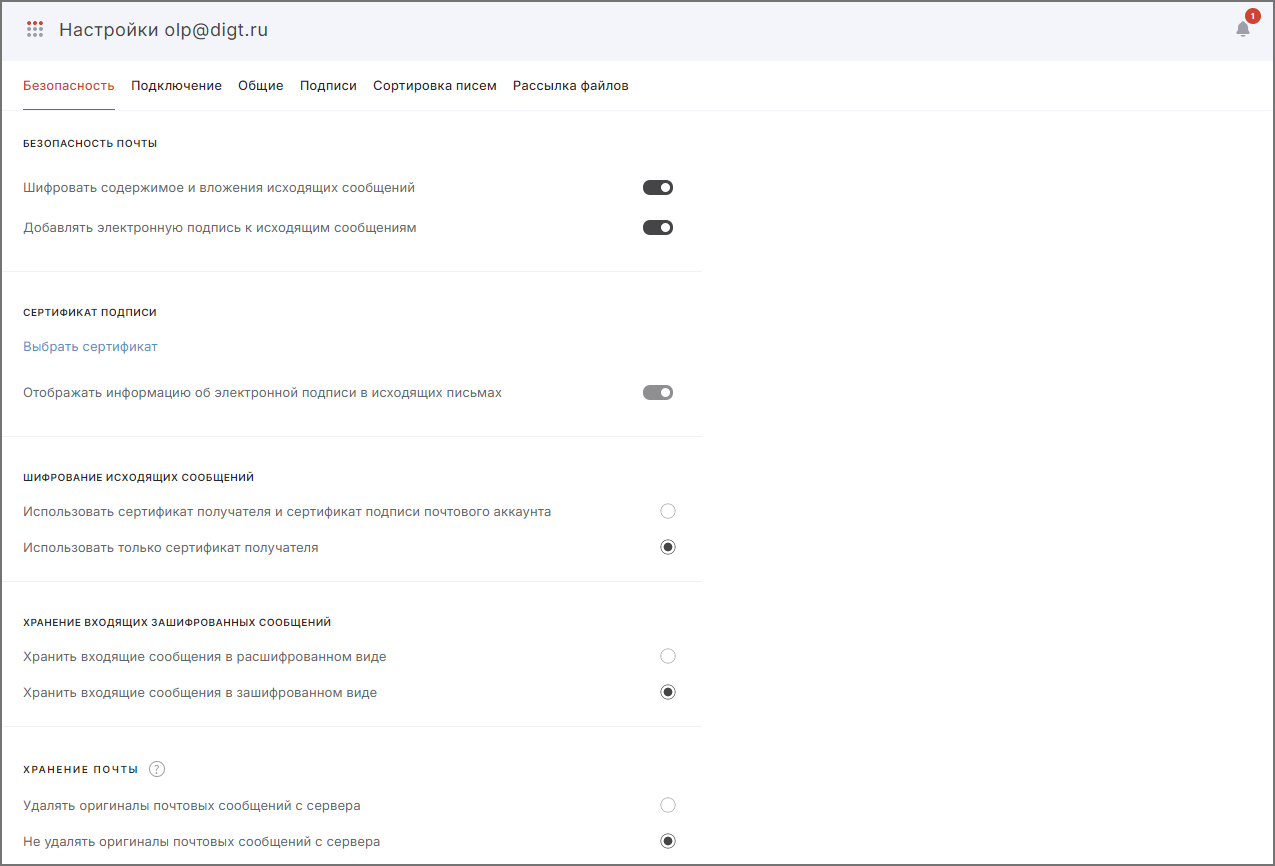 Настройки olp@digt.ru
1
Безопасность Подключение Общие Подписи Сортировка писем Рассылка файлов
БЕЗОПАСНОСТЬ ПОЧТЫ
Шифровать содержимое и вложения исходящих сообщений
Добавлять электронную подпись к исходящим сообщениям
СЕРТИФИКАТ ПОДПИСИ
Выбрать сертификат
Отображать информацию об электронной подписи в исходящих письмах
ШИФРОВАНИЕ ИСХОДЯЩИХ СООБЩЕНИЙ
Использовать сертификат получателя и сертификат подписи почтового аккаунта
Использовать только сертификат получателя
ХРАНЕНИЕ ВХОДЯЩИХ ЗАШИФРОВАННЫХ СООБЩЕНИЙ
Хранить входящие сообщения в расшифрованном виде
Хранить входящие сообщения в зашифрованном виде
ХРАНЕНИЕ ПОЧТЫ ?
Удалять оригиналы почтовых сообщений с сервера
Не удалять оригиналы почтовых сообщений с сервера